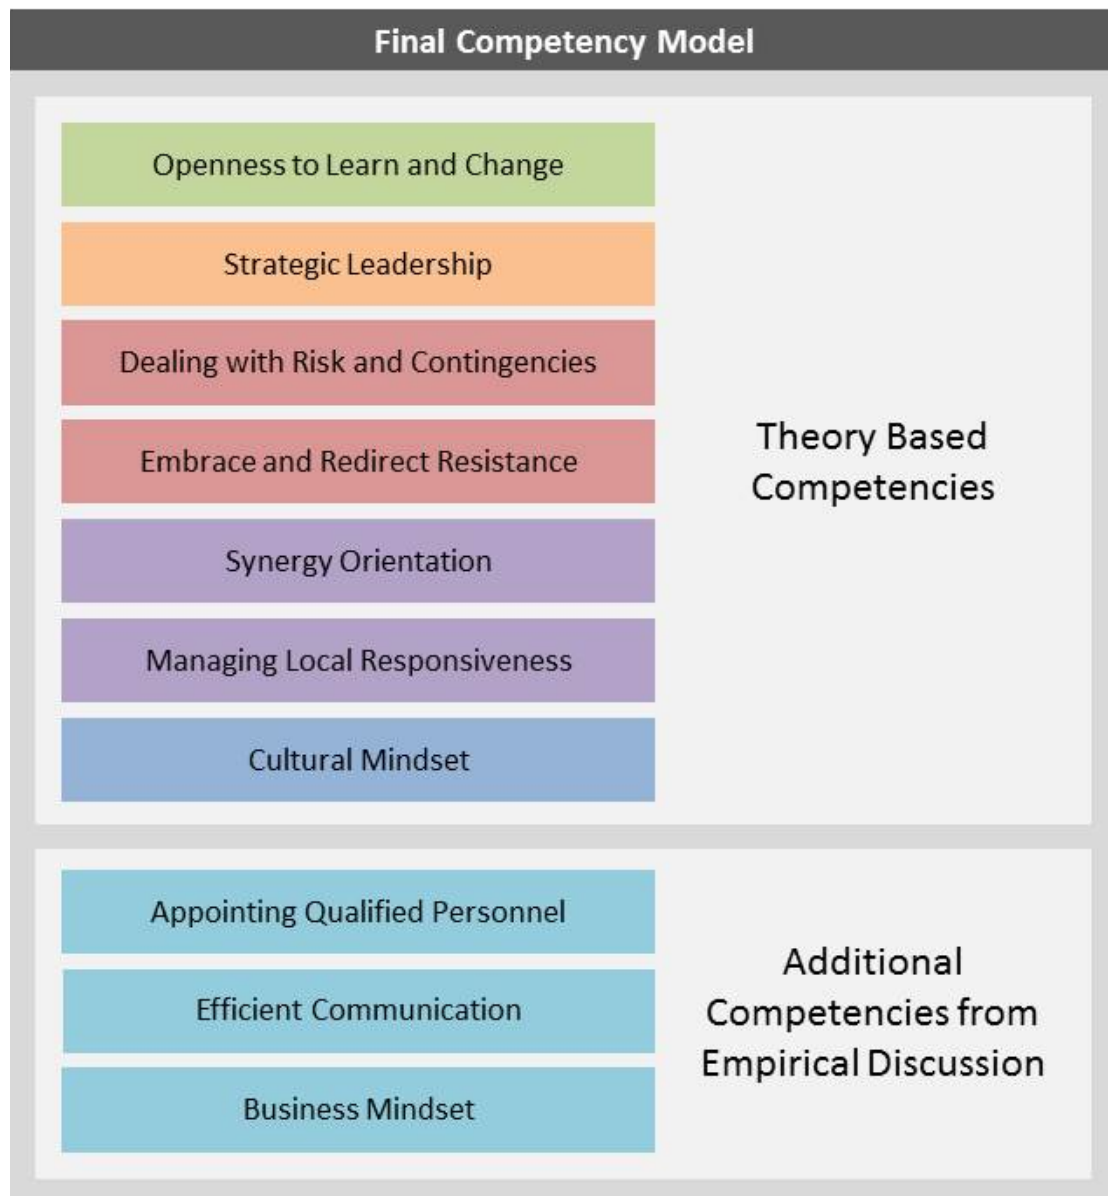 Final Competency Model
Openness to Learn and Change
Strategic Leadership
Dealing with Risk and Contingencies
Embrace and Redirect Resistance
Synergy Orientation
Managing Local Responsiveness
Cultural Mindset
Theory Based
Competencies
Appointing Qualified Personnel
Efficient Communication
Business Mindset
Additional
Competencies from
Empirical Discussion